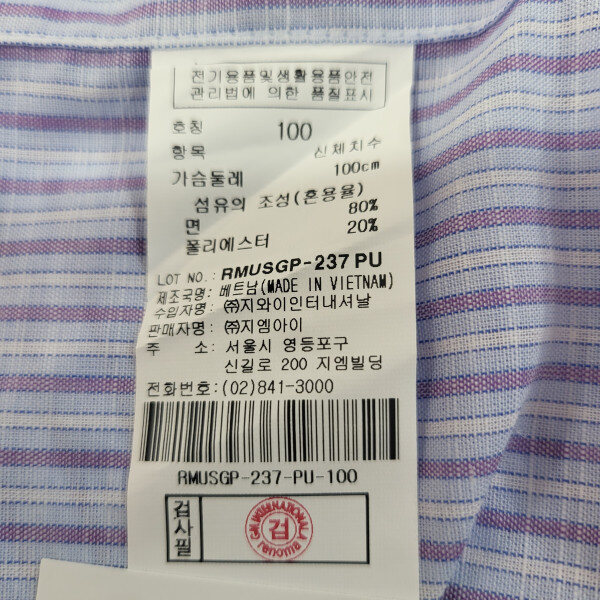 전기용품및생활용품안전
관리법에 의한 품질표시
호칭 100
항목 신체치수
가슴둘레 100cm
섬유의 조성(혼용율)
면 80%
폴리에스터 20%
LOT NO.: RMUSGP-237 PU
제조국명: 베트남(MADE IN VIETNAM)
수입자명: ㈜지와이인터내셔날
판매자명: ㈜지엠아이
주 소: 서울시 영등포구
신길로 200 지엠빌딩
전화번호: (02)841-3000
RMUSGP-237-PU-100
검사필
검
renoma